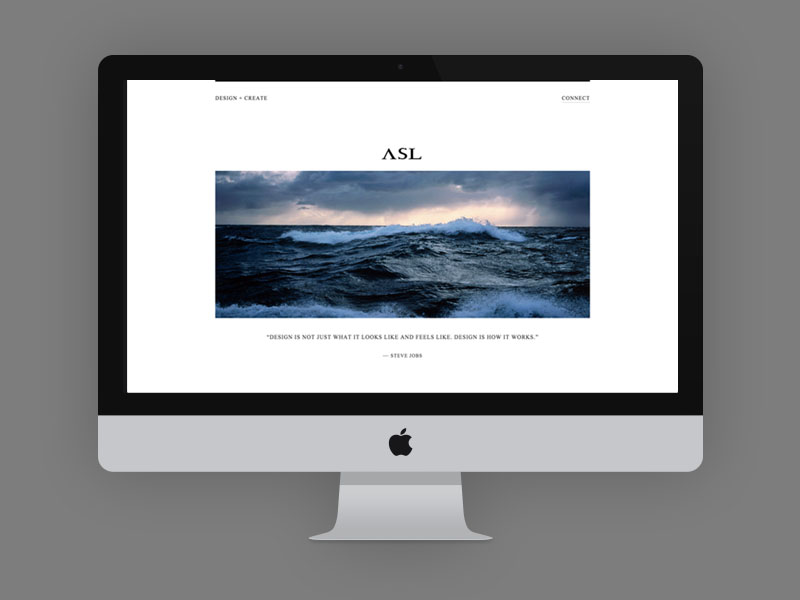 DESIGN + CREATE
CONNECT
ASL
"DESIGN IS NOT JUST WHAT IT LOOKS LIKE AND FEELS LIKE. DESIGN IS HOW IT WORKS."
— STEVE JOBS